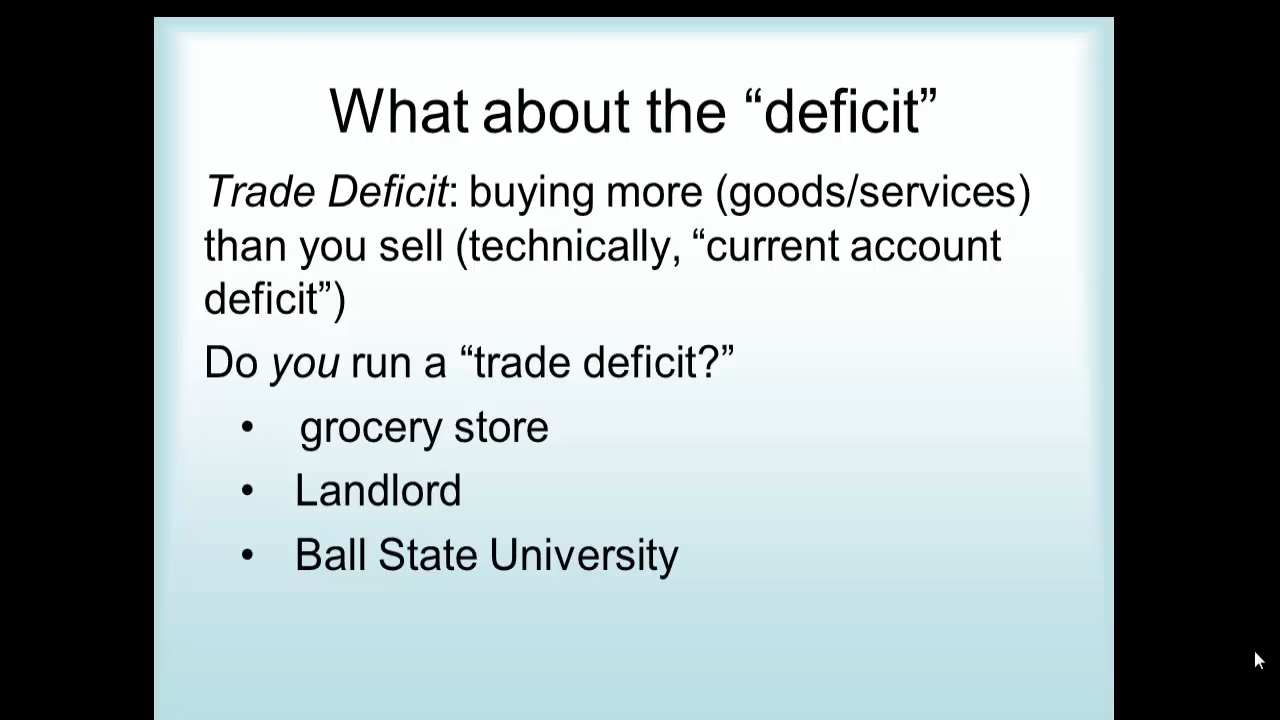 What about the “deficit”
Trade Deficit: buying more (goods/services)
than you sell (technically, “current account
deficit”)
Do you run a “trade deficit?”
• grocery store
• Landlord
• Ball State University